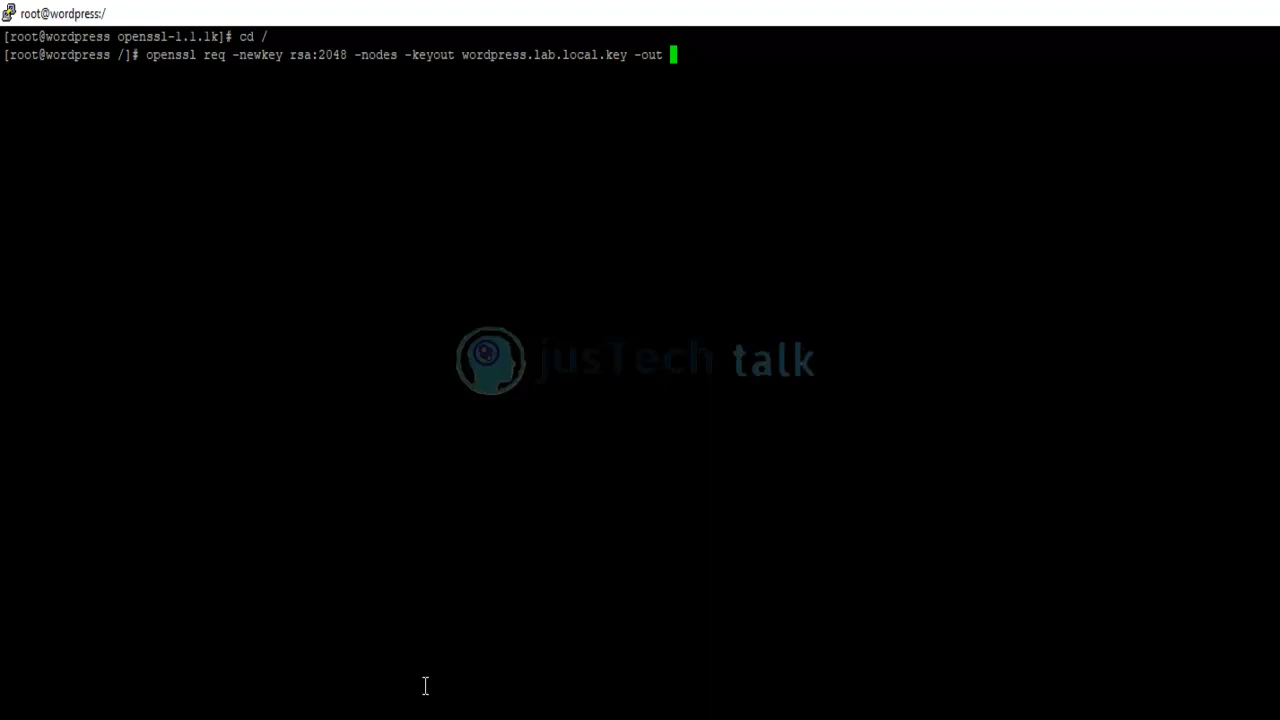 root@wordpress:/
[root@wordpress openssl-1.1.1k]# cd /
[root@wordpress /]# openssl req -newkey rsa:2048 -nodes -keyout wordpress.lab.local.key -out
jusTech talk